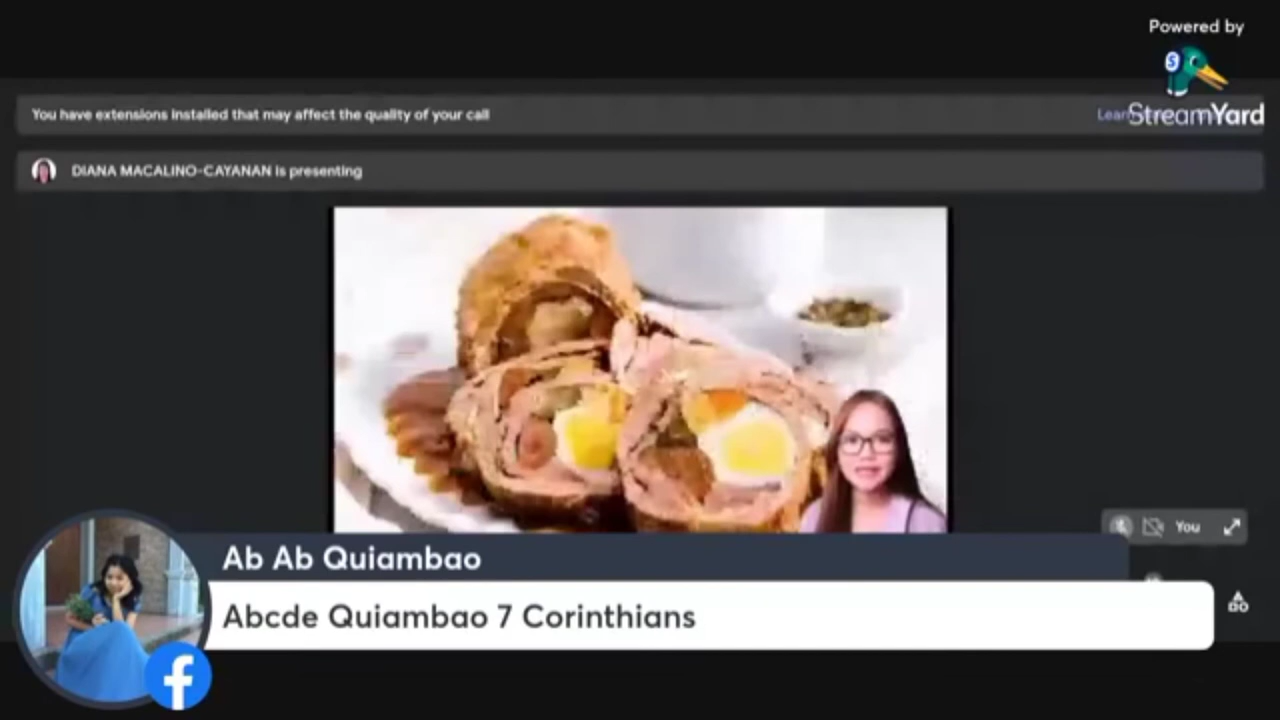 Powered by
StreamYard
You have extensions installed that may affect the quality of your call
DIANA MACALINO-CAYANAN is presenting
You
Ab Ab Quiambao
Abcde Quiambao 7 Corinthians